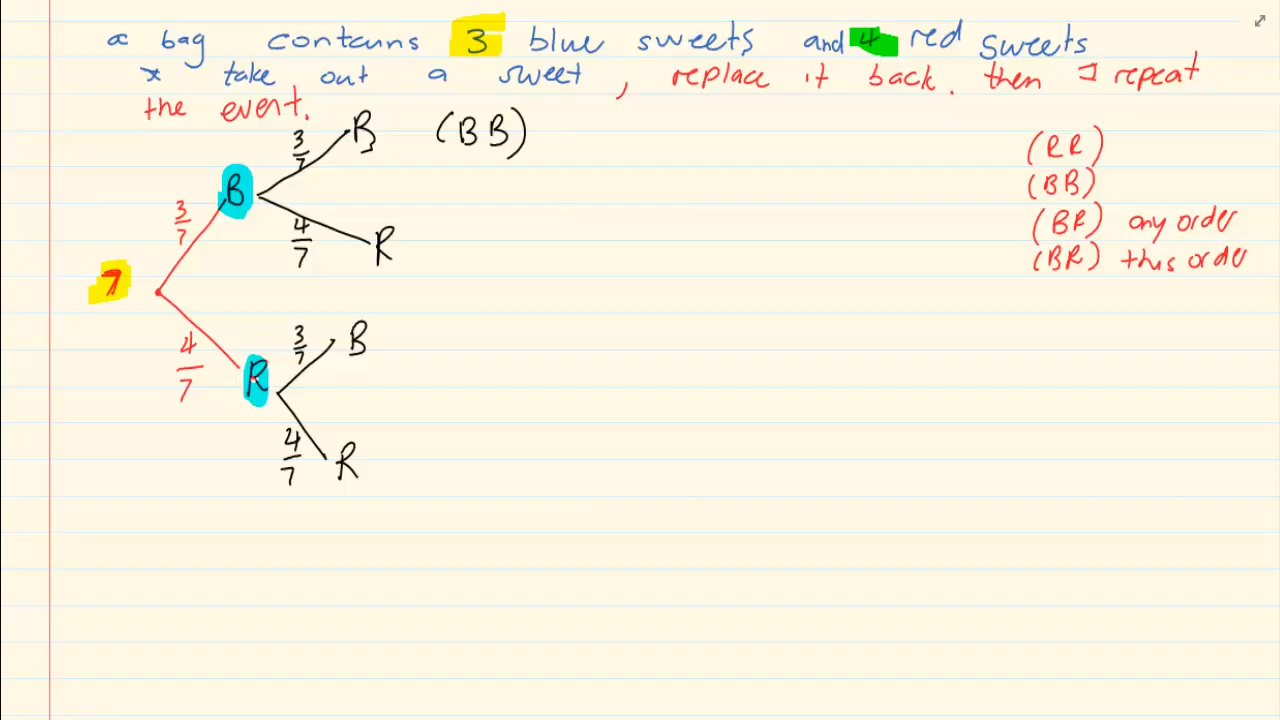 a bag contains 3 blue sweets and 4 red sweets
x take out a sweet, replace it back. then I repeat
the event.
3/7 B (BB)
B
3/7
4/7 R
7
3/7 B
4/7
R
4/7 R
(RR)
(BB)
(BR) any order
(BR) this order